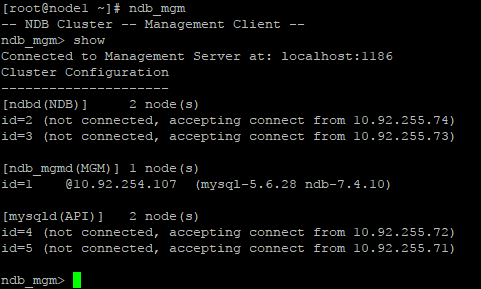 [root@node1 ~]# ndb_mgm
-- NDB Cluster -- Management Client --
ndb_mgm> show
Connected to Management Server at: localhost:1186
Cluster Configuration
---------------------
[ndbd(NDB)]     2 node(s)
id=2 (not connected, accepting connect from 10.92.255.74)
id=3 (not connected, accepting connect from 10.92.255.73)
[ndb_mgmd(MGM)] 1 node(s)
id=1    @10.92.254.107  (mysql-5.6.28 ndb-7.4.10)
[mysqld(API)]   2 node(s)
id=4 (not connected, accepting connect from 10.92.255.72)
id=5 (not connected, accepting connect from 10.92.255.71)
ndb_mgm>